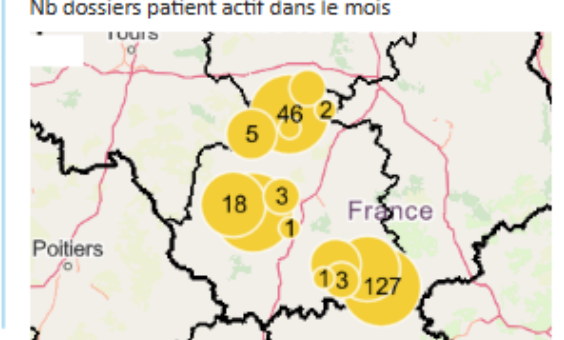 Nb dossiers patient actif dans le mois
Tours
46
2
5
18
3
1
France
Poitiers
1
3
127